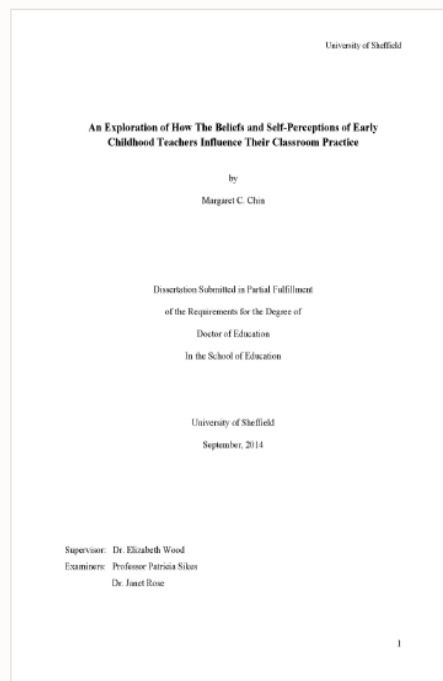 University of Sheffield
An Exploration of How The Beliefs and Self-Perceptions of Early
Childhood Teachers Influence Their Classroom Practice
by
Margaret C. Chin
Dissertation Submitted in Partial Fulfillment
of the Requirements for the Degree of
Doctor of Education
In the School of Education
University of Sheffield
September, 2014
Supervisor: Dr. Elizabeth Wood
Examiners: Professor Patricia Sikes
Dr. Janet Rose
1